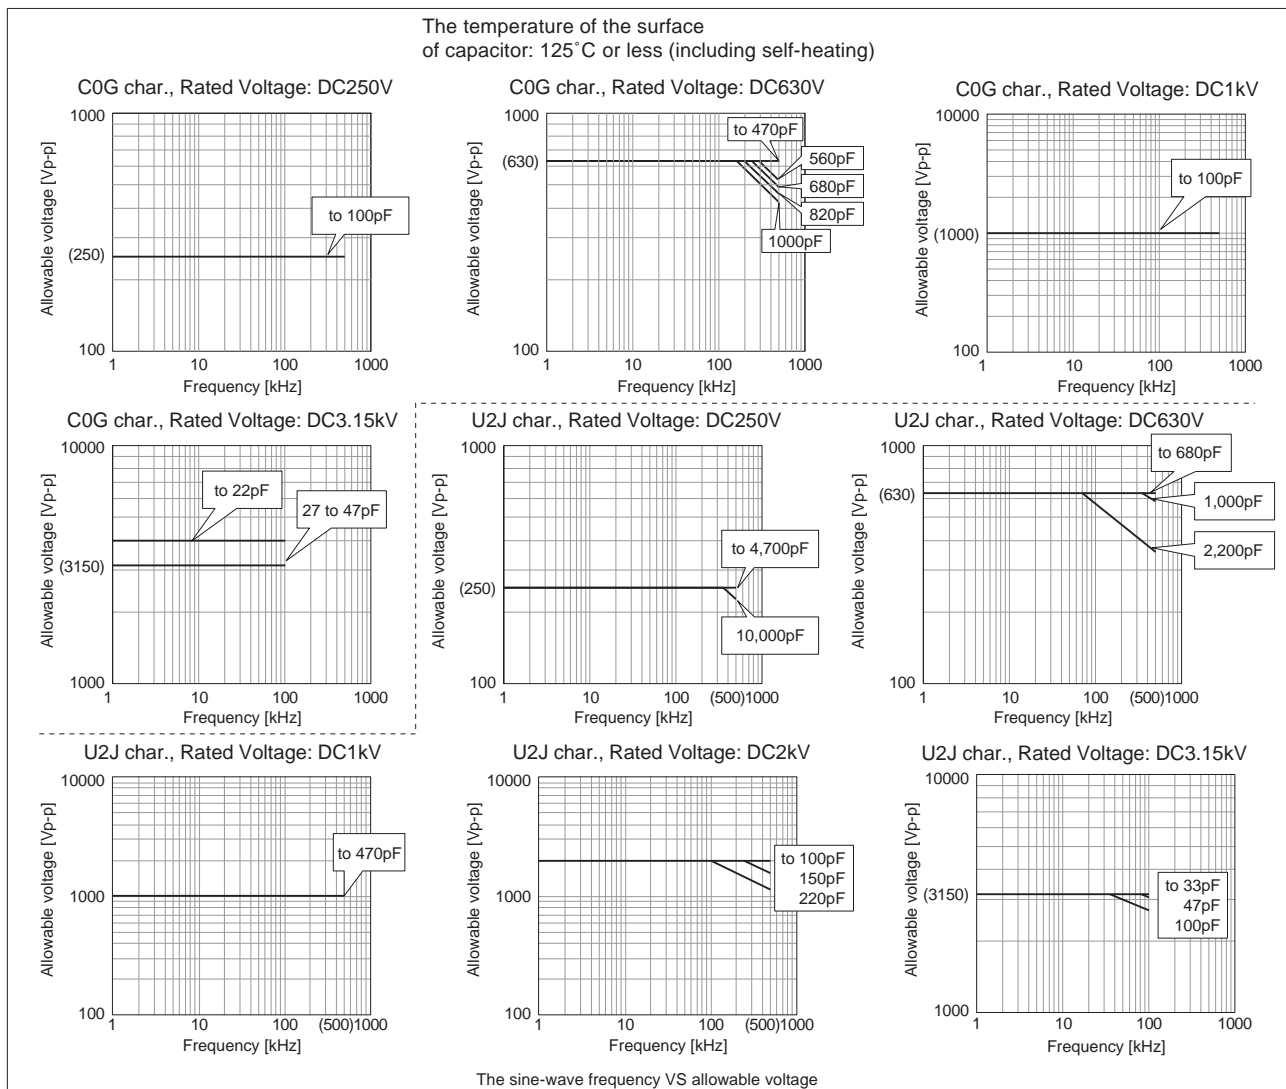 The temperature of the surface
of capacitor: 125˚C or less (including self-heating)
C0G char., Rated Voltage: DC250V
Allowable voltage [Vp-p]
1000
(250)
100
to 100pF
1
10
100
1000
Frequency [kHz]
C0G char., Rated Voltage: DC630V
Allowable voltage [Vp-p]
1000
(630)
100
to 470pF
560pF
680pF
820pF
1000pF
1
10
100
1000
Frequency [kHz]
C0G char., Rated Voltage: DC1kV
Allowable voltage [Vp-p]
10000
(1000)
100
to 100pF
1
10
100
1000
Frequency [kHz]
C0G char., Rated Voltage: DC3.15kV
Allowable voltage [Vp-p]
10000
(3150)
1000
to 22pF
27 to 47pF
1
10
100
1000
Frequency [kHz]
U2J char., Rated Voltage: DC250V
Allowable voltage [Vp-p]
1000
(250)
100
to 4,700pF
10,000pF
1
10
100
(500)
1000
Frequency [kHz]
U2J char., Rated Voltage: DC630V
Allowable voltage [Vp-p]
1000
(630)
100
to 680pF
1,000pF
2,200pF
1
10
100
(500)
1000
Frequency [kHz]
U2J char., Rated Voltage: DC1kV
Allowable voltage [Vp-p]
10000
1000
100
to 470pF
1
10
100
(500)
1000
Frequency [kHz]
U2J char., Rated Voltage: DC2kV
Allowable voltage [Vp-p]
10000
1000
100
to 100pF
150pF
220pF
1
10
100
(500)
1000
Frequency [kHz]
U2J char., Rated Voltage: DC3.15kV
Allowable voltage [Vp-p]
10000
(3150)
1000
to 33pF
47pF
100pF
1
10
100
1000
Frequency [kHz]
The sine-wave frequency VS allowable voltage